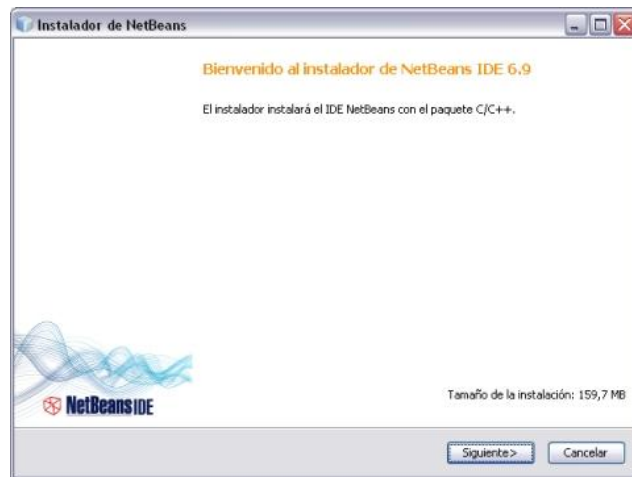 Instalador de NetBeans
Bienvenido al instalador de NetBeans IDE 6.9
El instalador instalará el IDE NetBeans con el paquete C/C++.
Tamaño de la instalación: 159,7 MB
NetBeans IDE
Siguiente>
Cancelar